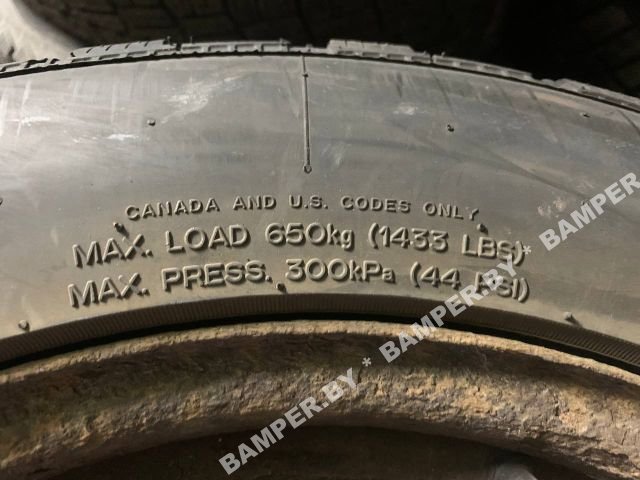 CANADA AND U.S. CODES ONLY
MAX. LOAD 650kg (1433 LBS)
MAX. PRESS. 300kPa (44 PSI)
BAMPER.BY * BAMPER.BY * BAMPER.BY